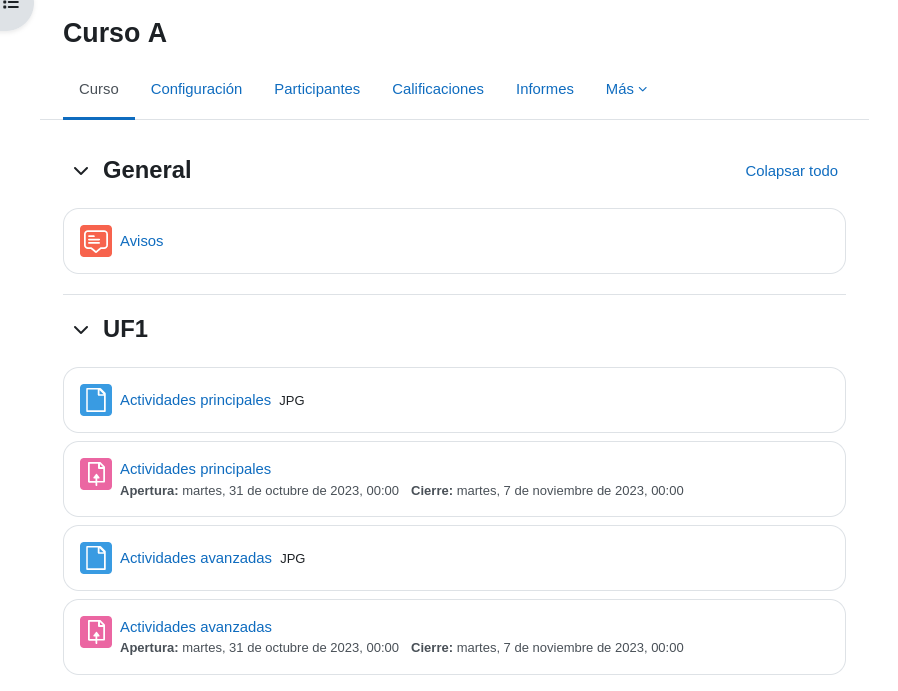 Curso A
Curso Configuración Participantes Calificaciones Informes Más
General Colapsar todo
Avisos
UF1
Actividades principales JPG
Actividades principales
Apertura: martes, 31 de octubre de 2023, 00:00 Cierre: martes, 7 de noviembre de 2023, 00:00
Actividades avanzadas JPG
Actividades avanzadas
Apertura: martes, 31 de octubre de 2023, 00:00 Cierre: martes, 7 de noviembre de 2023, 00:00